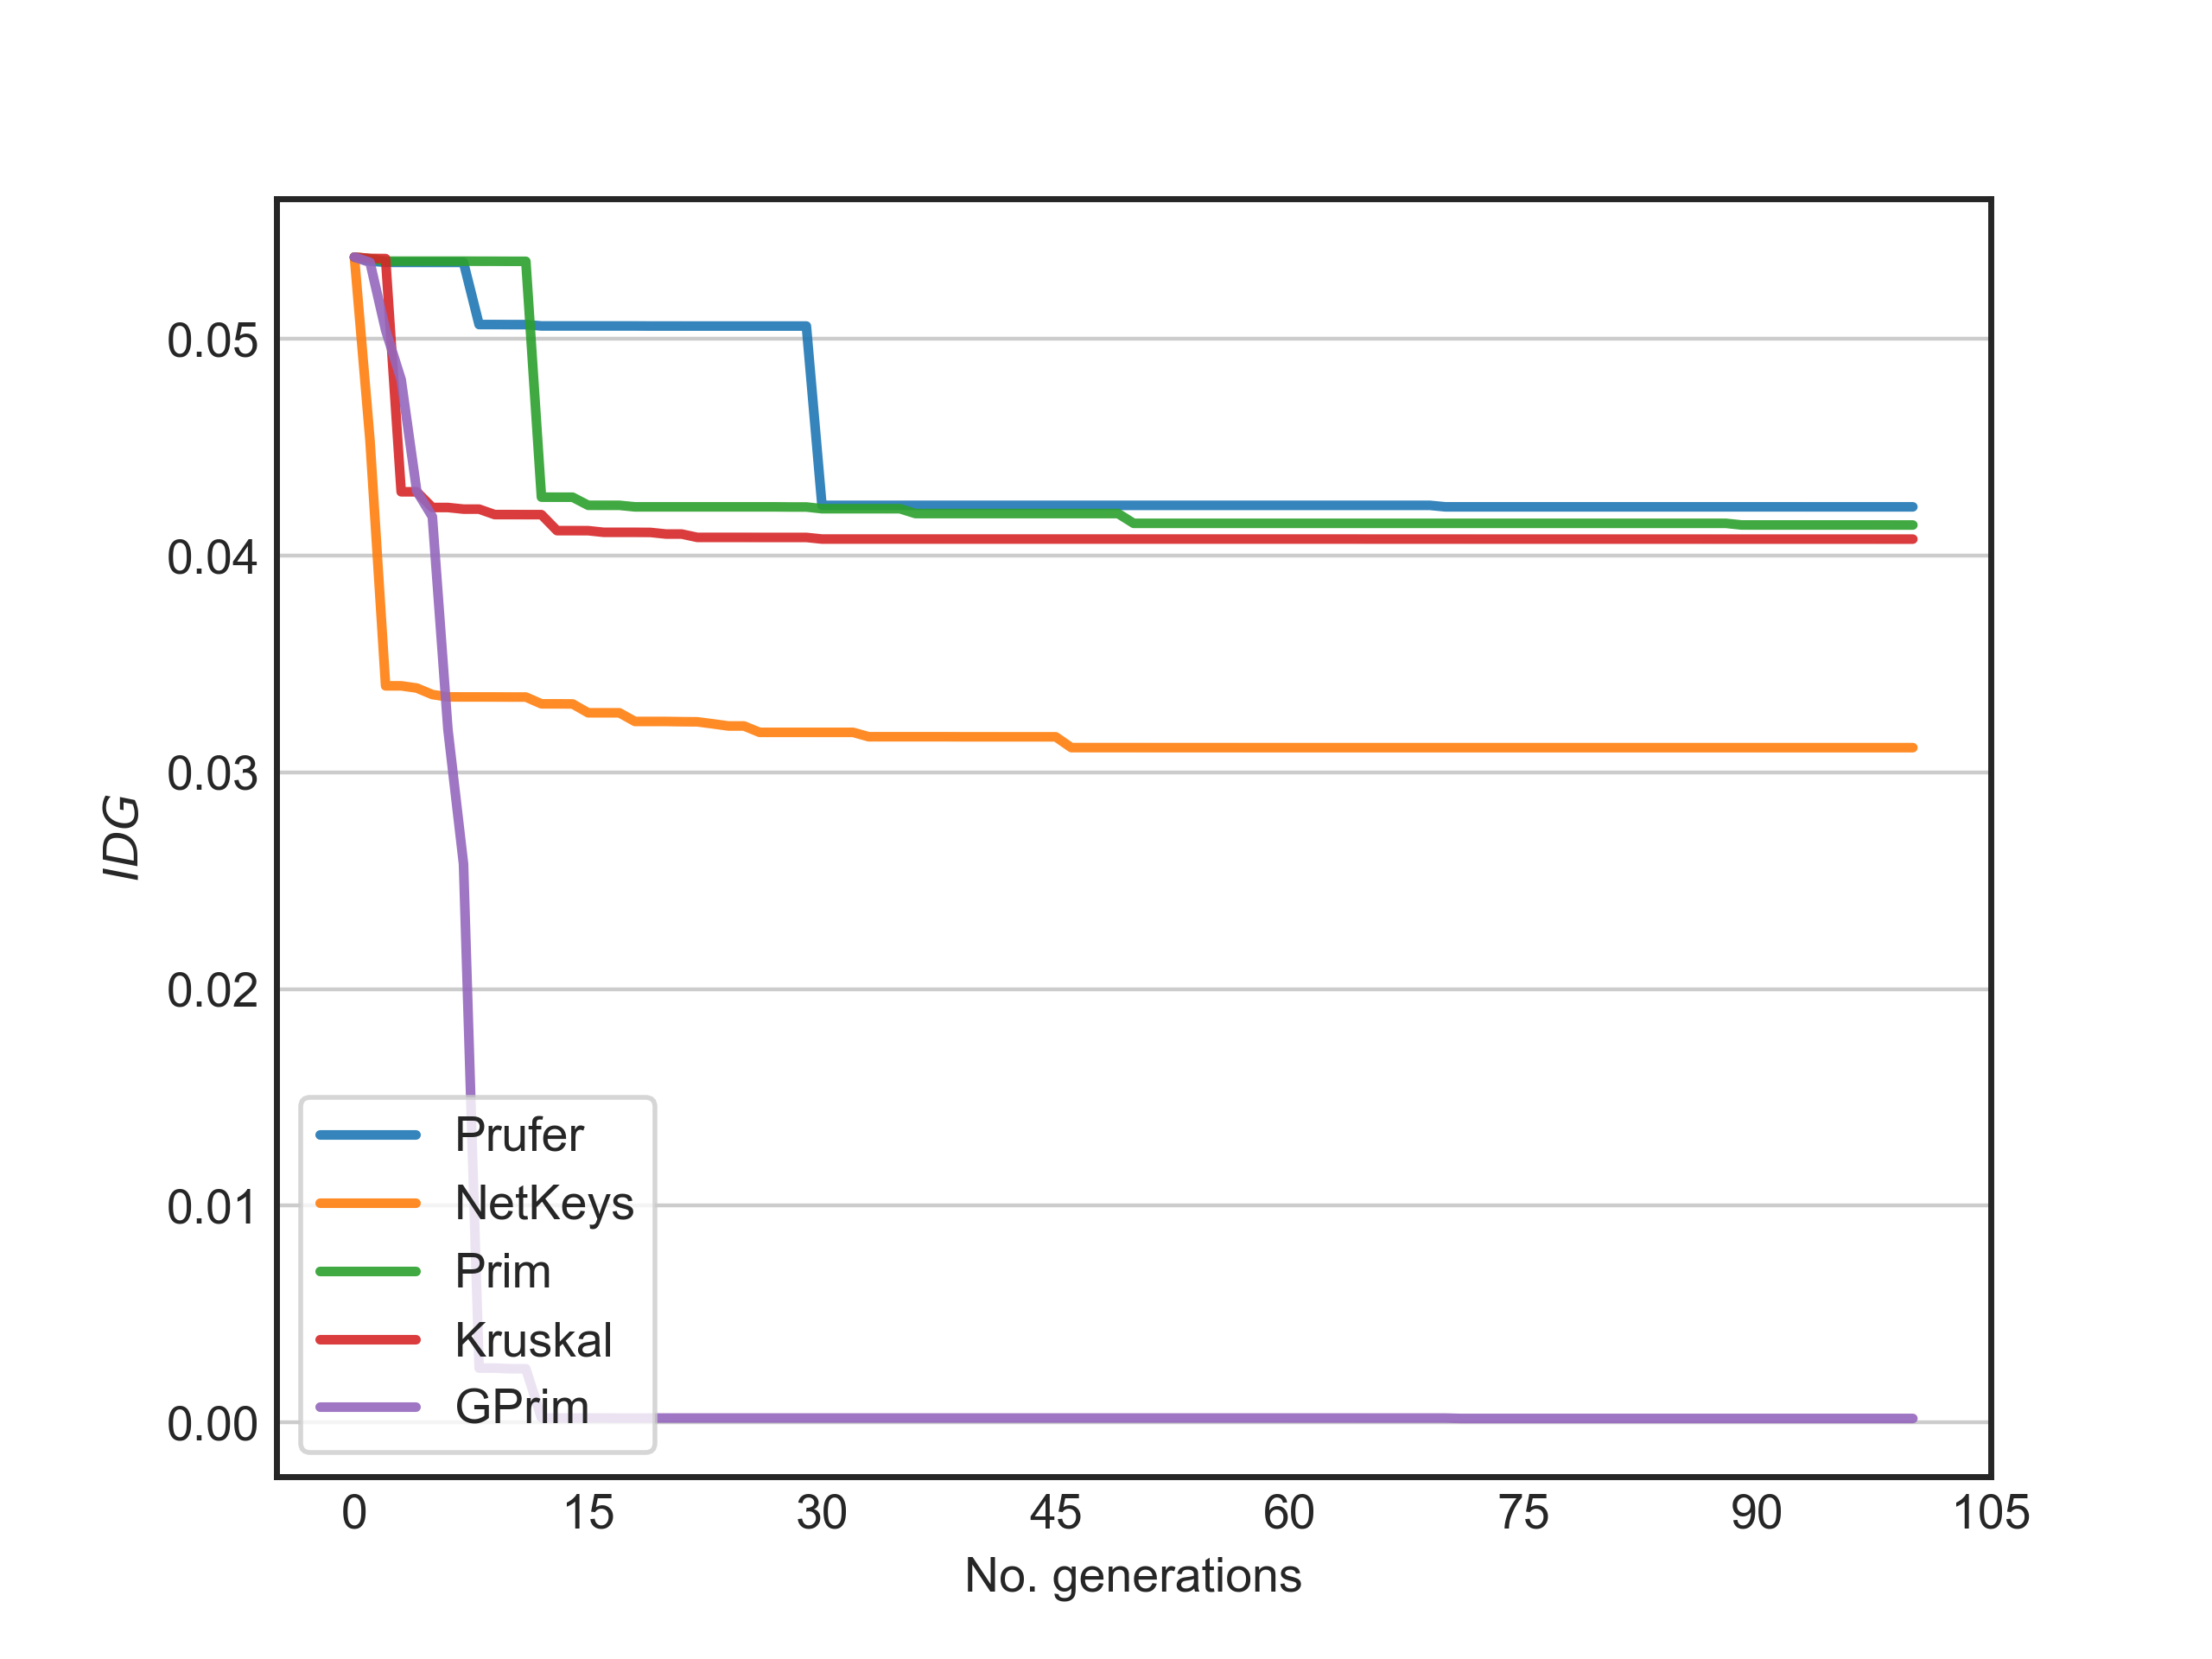 0.05
0.04
0.03
0.02
0.01
0.00
IDG
Prufer
NetKeys
Prim
Kruskal
GPrim
0 15 30 45 60 75 90 105
No. generations